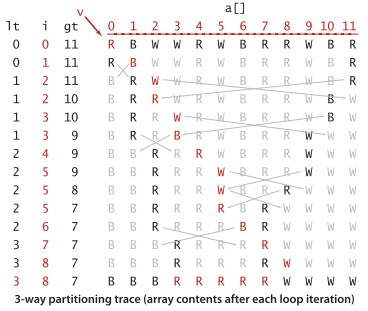 v
a[]
lt i gt 0 1 2 3 4 5 6 7 8 9 10 11
0 0 11 R B W W R W B R R W B R
0 1 11 R B W W R W B R R W B R
1 2 11 B R W W R W B R R W B R
1 2 10 B R R W R W B R R W B W
1 3 10 B R R W R W B R R W B W
1 3 9 B R R B R W B R R W W W
2 4 9 B B R R R W B R R W W W
2 5 9 B B R R R W B R R W W W
2 5 8 B B R R R W B R R W W W
2 5 7 B B R R R R B R W W W W
2 6 7 B B R R R R B R W W W W
3 7 7 B B B R R R R R W W W W
3 8 7 B B B R R R R R W W W W
3 8 7 B B B R R R R R W W W W
3-way partitioning trace (array contents after each loop iteration)